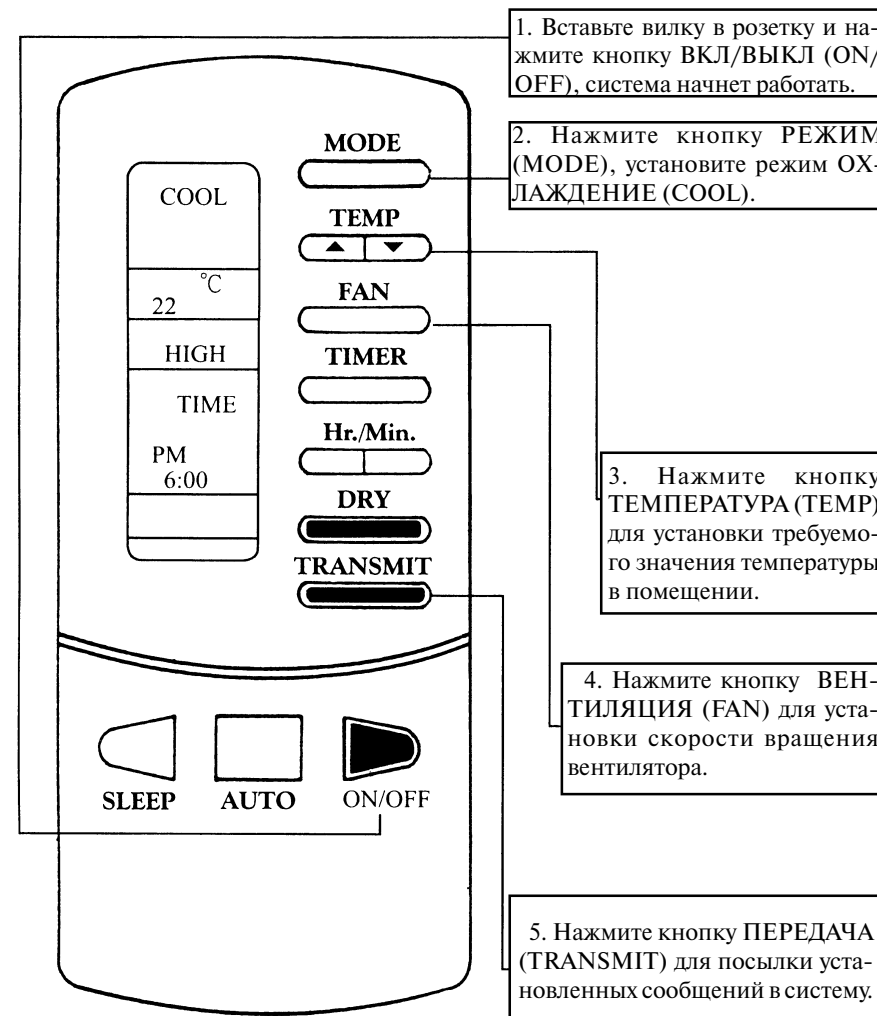 1. Вставьте вилку в розетку и на-
жмите кнопку ВКЛ/ВЫКЛ (ON/
OFF), система начнет работать.
2. Нажмите кнопку РЕЖИМ
(MODE), установите режим ОХ-
ЛАЖДЕНИЕ (COOL).
MODE
COOL
TEMP
°C
22
FAN
HIGH
TIMER
TIME
Hr./Min.
PM
6:00
DRY
TRANSMIT
3. Нажмите кнопку
ТЕМПЕРАТУРА (TEMP)
для установки требуемо-
го значения температуры
в помещении.
4. Нажмите кнопку ВЕН-
ТИЛЯЦИЯ (FAN) для уста-
новки скорости вращения
вентилятора.
SLEEP AUTO ON/OFF
5. Нажмите кнопку ПЕРЕДАЧА
(TRANSMIT) для посылки уста-
новленных сообщений в систему.